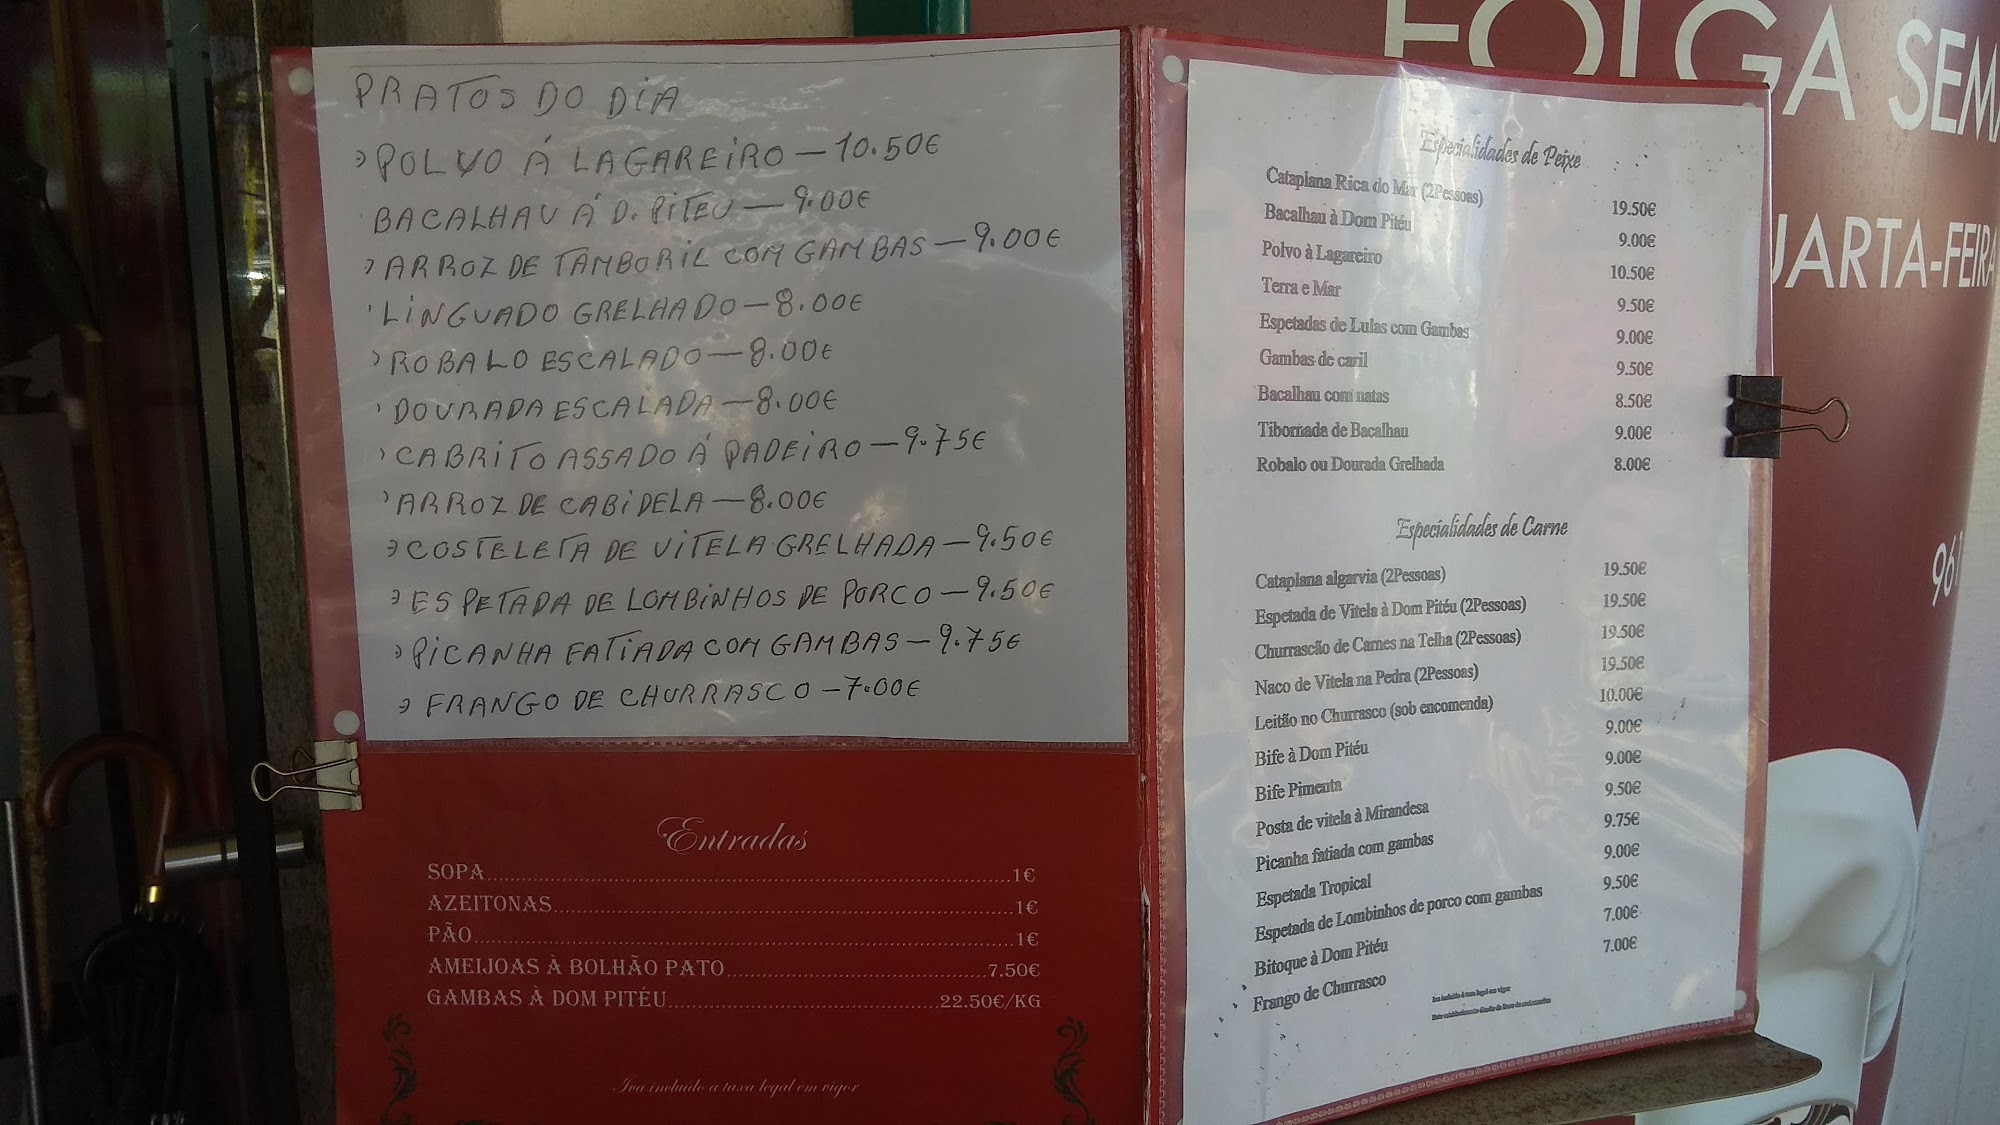 PRATOS DO DIA
POLVO Á LAGAREIRO — 10.50€
BACALHAU Á D. PITEU — 9.00€
ARROZ DE TAMBORIL COM GAMBAS — 9.00€
LINGUADO GRELHADO — 8.00€
ROBALO ESCALADO — 8.00€
DOURADA ESCALADA — 8.00€
CABRITO ASSADO Á PADEIRO — 9.75€
ARROZ DE CABIDELA — 8.00€
COSTELETA DE VITELA GRELHADA — 9.50€
ESPETADA DE LOMBINHOS DE PORCO — 9.50€
PICANHA FATIADA COM GAMBAS — 9.75€
FRANGO DE CHURRASCO — 7.00€
Entradas
SOPA 1€
AZEITONAS 1€
PÃO 1€
AMEIJOAS À BOLHÃO PATO 7.50€
GAMBAS À DOM PITÉU 22.50€/KG
Iva incluído a taxa legal em vigor
Especialidades de Peixe
Cataplana Rica do Mar (2Pessoas) 19.50€
Bacalhau à Dom Pitéu 9.00€
Polvo à Lagareiro 10.50€
Terra e Mar 9.50€
Espetadas de Lulas com Gambas 9.00€
Gambas de caril 9.50€
Bacalhau com natas 8.50€
Tibornada de Bacalhau 9.00€
Robalo ou Dourada Grelhada 8.00€
Especialidades de Carne
Cataplana algarvia (2Pessoas) 19.50€
Espetada de Vitela à Dom Pitéu (2Pessoas) 19.50€
Churrascão de Carnes na Telha (2Pessoas) 19.50€
Naco de Vitela na Pedra (2Pessoas) 19.50€
Leitão no Churrasco (sob encomenda) 10.00€
Bife à Dom Pitéu 9.00€
Bife Pimenta 9.00€
Posta de vitela à Mirandesa 9.50€
Picanha fatiada com gambas 9.75€
Espetada Tropical 9.00€
Espetada de Lombinhos de porco com gambas 9.50€
Bitoque à Dom Pitéu 7.00€
Frango de Churrasco 7.00€
Iva incluído à taxa legal em vigor
FOLGA SEMA
UARTA-FEIRA
961